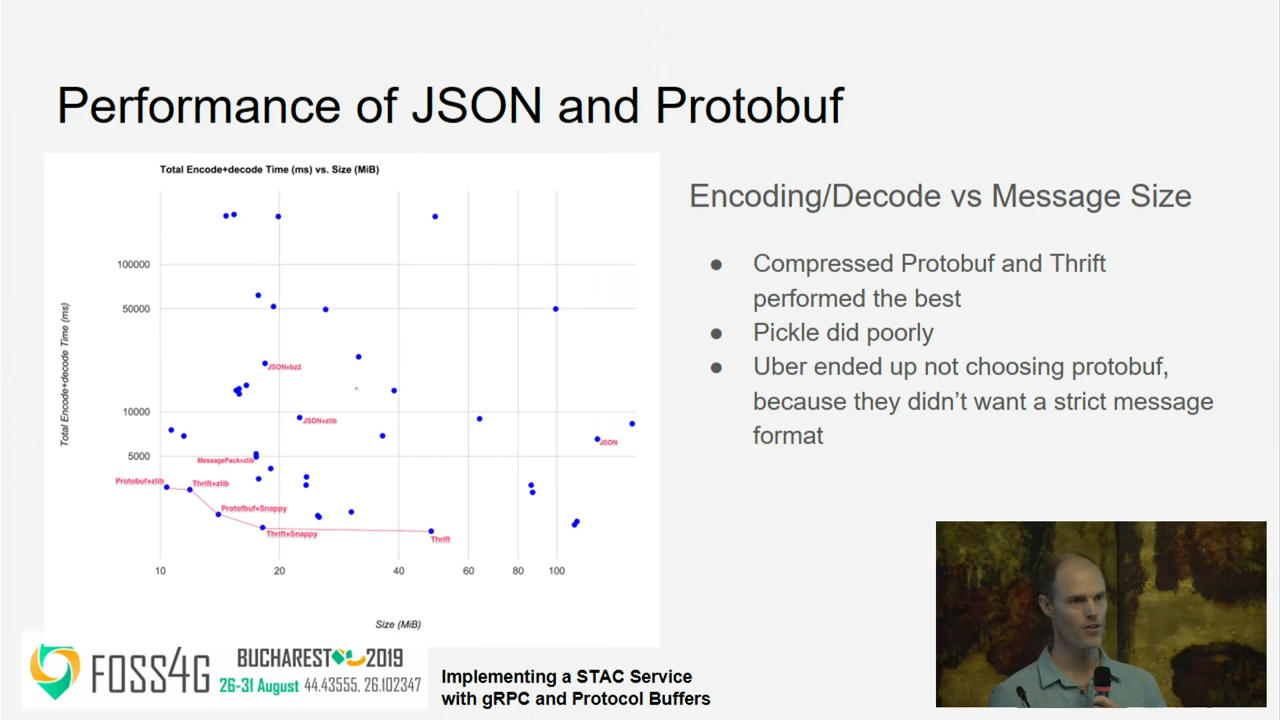 Performance of JSON and Protobuf
Total Encode+decode Time (ms) vs. Size (MiB)
Total Encode+decode Time (ms)
100000
50000
10000
5000
JSON+bz2
JSON+zlib
JSON
MessagePack+zlib
Protobuf+zlib
Thrift+zlib
Protofbuf+Snappy
Thrift+Snappy
Thrift
10
20
40
60
80
100
Size (MiB)
Encoding/Decode vs Message Size
● Compressed Protobuf and Thrift
performed the best
● Pickle did poorly
● Uber ended up not choosing protobuf,
because they didn’t want a strict message
format
FOSS4G
BUCHAREST 2019
26-31 August 44.43555, 26.102347
Implementing a STAC Service
with gRPC and Protocol Buffers